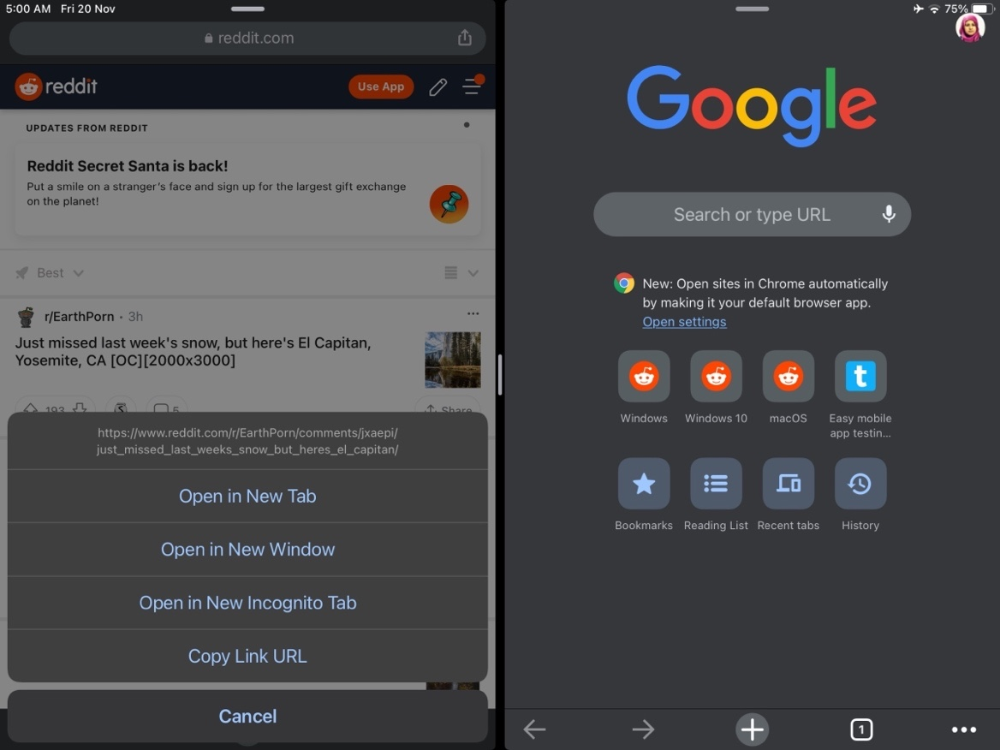 5:00 AM Fri 20 Nov
reddit.com
reddit
Use App
UPDATES FROM REDDIT
Reddit Secret Santa is back!
Put a smile on a stranger's face and sign up for the largest gift exchange
on the planet!
Best
r/EarthPorn • 3h
Just missed last week's snow, but here's El Capitan,
Yosemite, CA [OC][2000x3000]
193
5
Share
https://www.reddit.com/r/EarthPorn/comments/jxaepi/
just_missed_last_weeks_snow_but_heres_el_capitan/
Open in New Tab
Open in New Window
Open in New Incognito Tab
Copy Link URL
Cancel
75%
Google
Search or type URL
New: Open sites in Chrome automatically
by making it your default browser app.
Open settings
t
Windows
Windows 10
macOS
Easy mobile
app testin...
Bookmarks
Reading List
Recent tabs
History
1